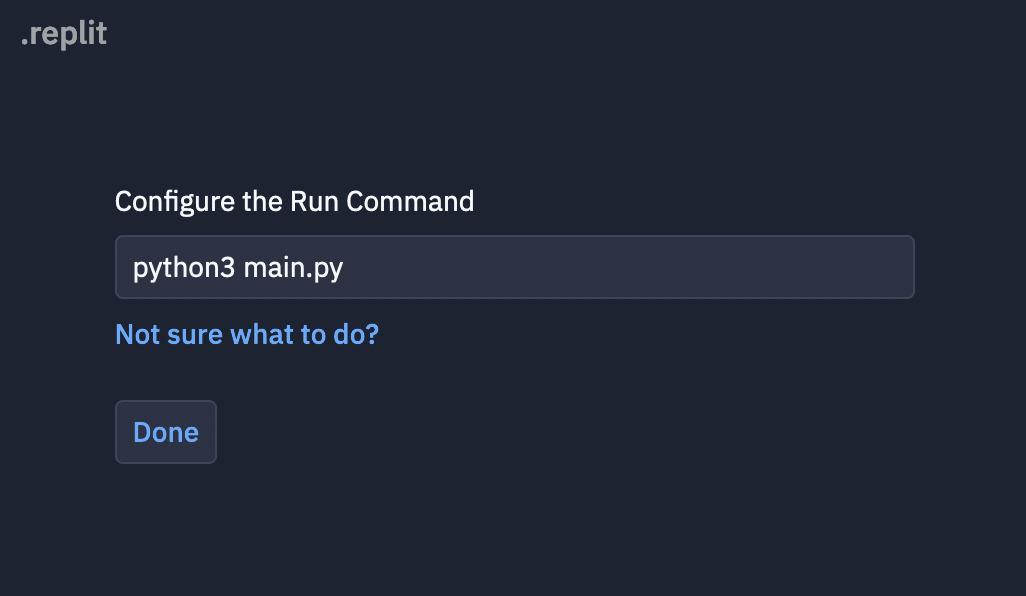 .replit
Configure the Run Command
python3 main.py
Not sure what to do?
Done